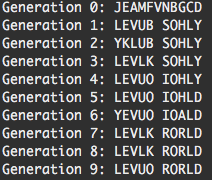 Generation 0: JEAMFVNBGCD
Generation 1: LEVUB SOHLY
Generation 2: YKLUB SOHLY
Generation 3: LEVLK SOHLY
Generation 4: LEVUO IOHLY
Generation 5: LEVUO IOHLD
Generation 6: YEVUO IOALD
Generation 7: LEVLK RORLD
Generation 8: LEVLK RORLD
Generation 9: LEVUO RORLD